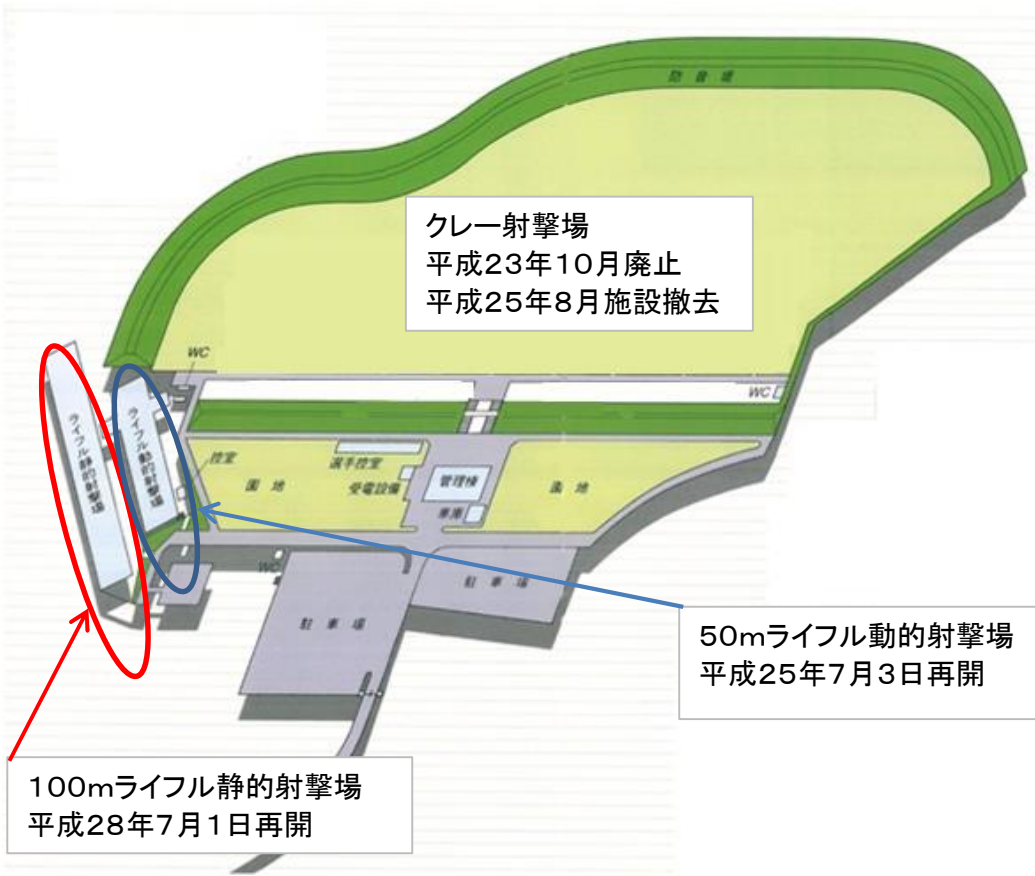 防音堤
クレー射撃場
平成23年10月廃止
平成25年8月施設撤去
WC
WC
ライフル静的射撃場
ライフル動的射撃場
控室
選手控室
園地
受電設備
管理棟
園地
車庫
WC
駐車場
駐車場
50mライフル動的射撃場
平成25年7月3日再開
100mライフル静的射撃場
平成28年7月1日再開